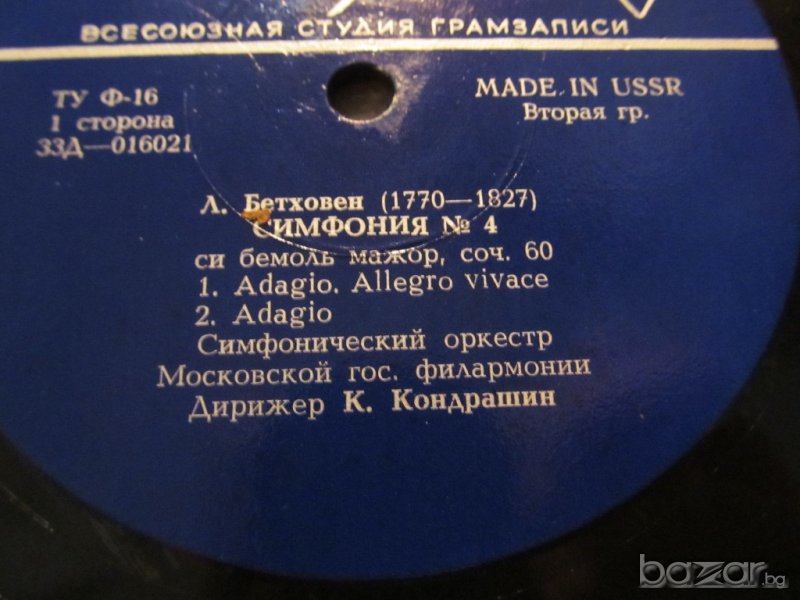 ВСЕСОЮЗНАЯ СТУДИЯ ГРАМЗАПИСИ
ТУ Ф-16
1 сторона
33Д—016021
MADE IN USSR
Вторая гр.
Л. Бетховен (1770—1827)
СИМФОНИЯ № 4
си бемоль мажор, соч. 60
1. Adagio. Allegro vivace
2. Adagio
Симфонический оркестр
Московской гос. филармонии
Дирижер К. Кондрашин
bazar.bg